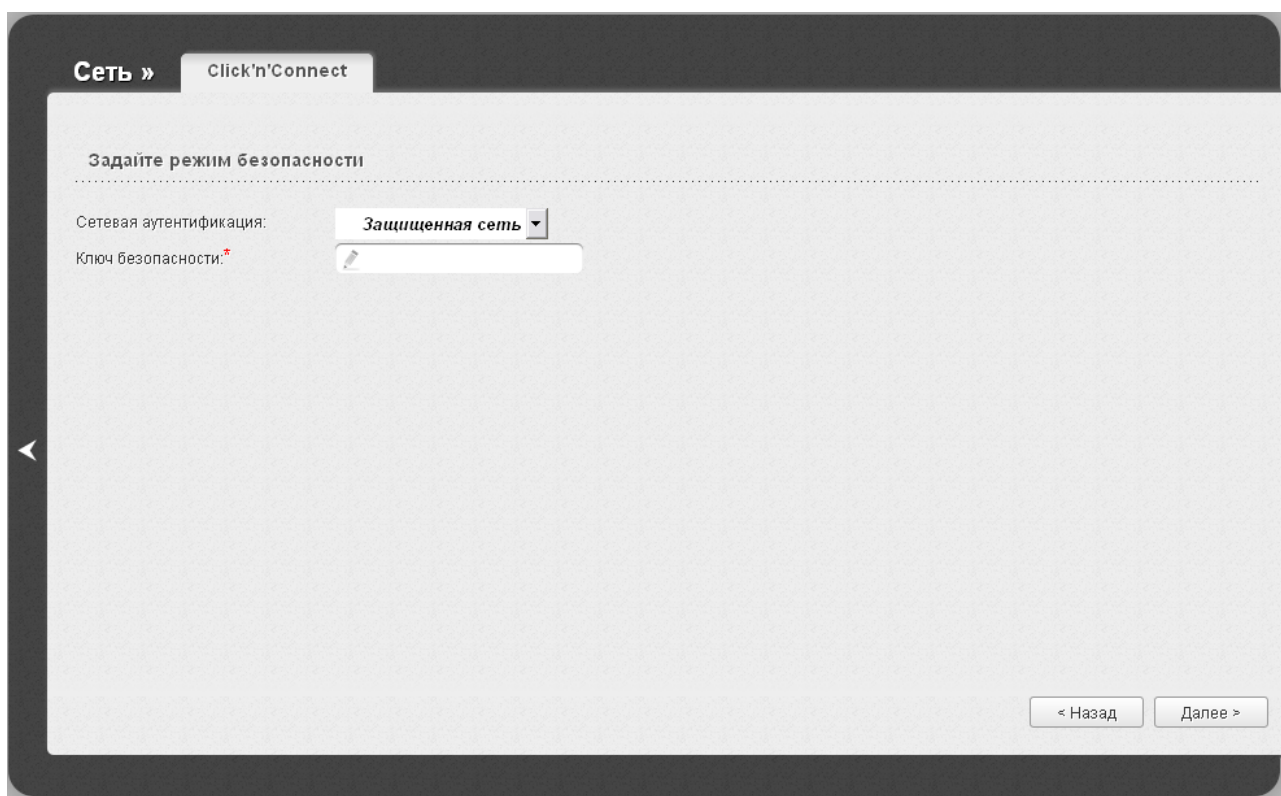 Сеть » Click'n'Connect
Задайте режим безопасности
Сетевая аутентификация: Защищенная сеть
Ключ безопасности:*
< Назад Далее >